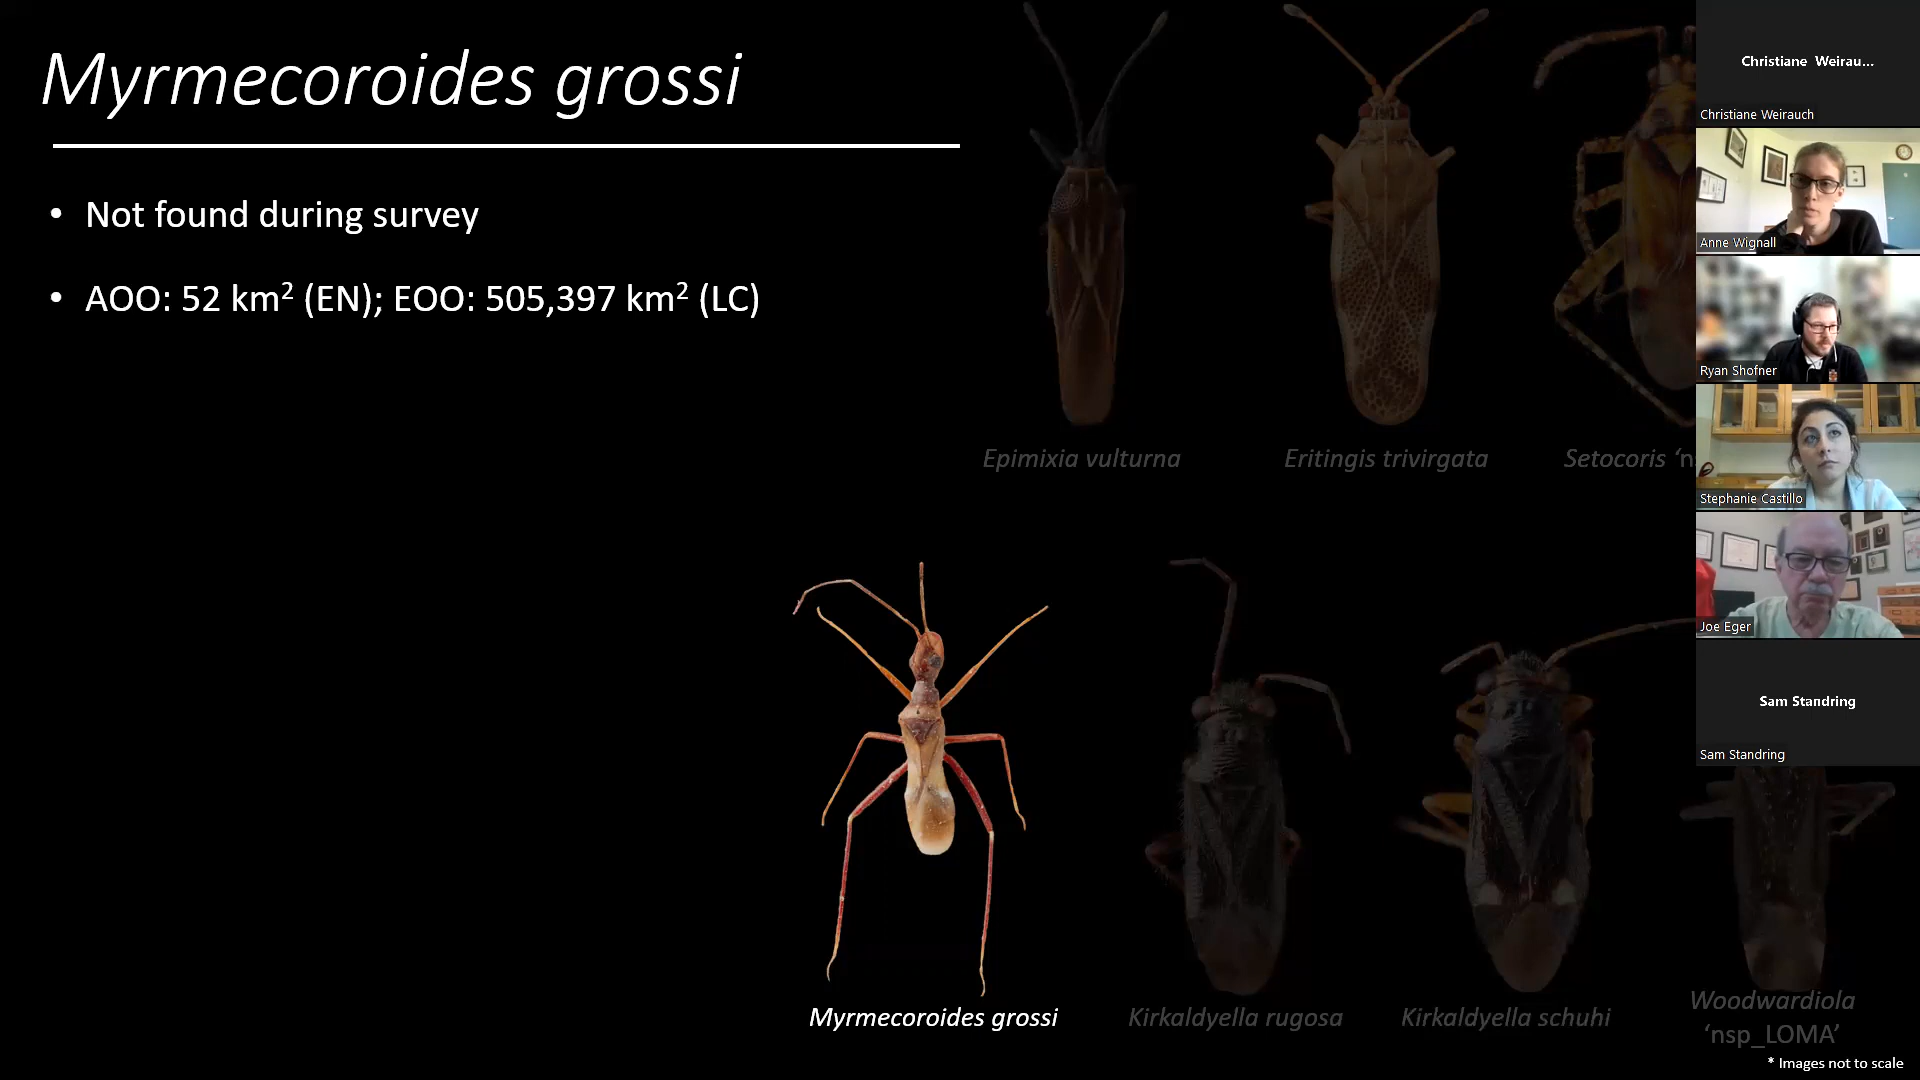 Myrmecoroides grossi
• Not found during survey
• AOO: 52 km² (EN); EOO: 505,397 km² (LC)
Epimixia vulturna
Eritingis trivirgata
Setocoris ‘n
Myrmecoroides grossi
Kirkaldyella rugosa
Kirkaldyella schuhi
Woodwardiola
‘nsp_LOMA’
* Images not to scale
Christiane Weirau...
Christiane Weirauch
Anne Wignall
Ryan Shofner
Stephanie Castillo
Joe Eger
Sam Standring
Sam Standring